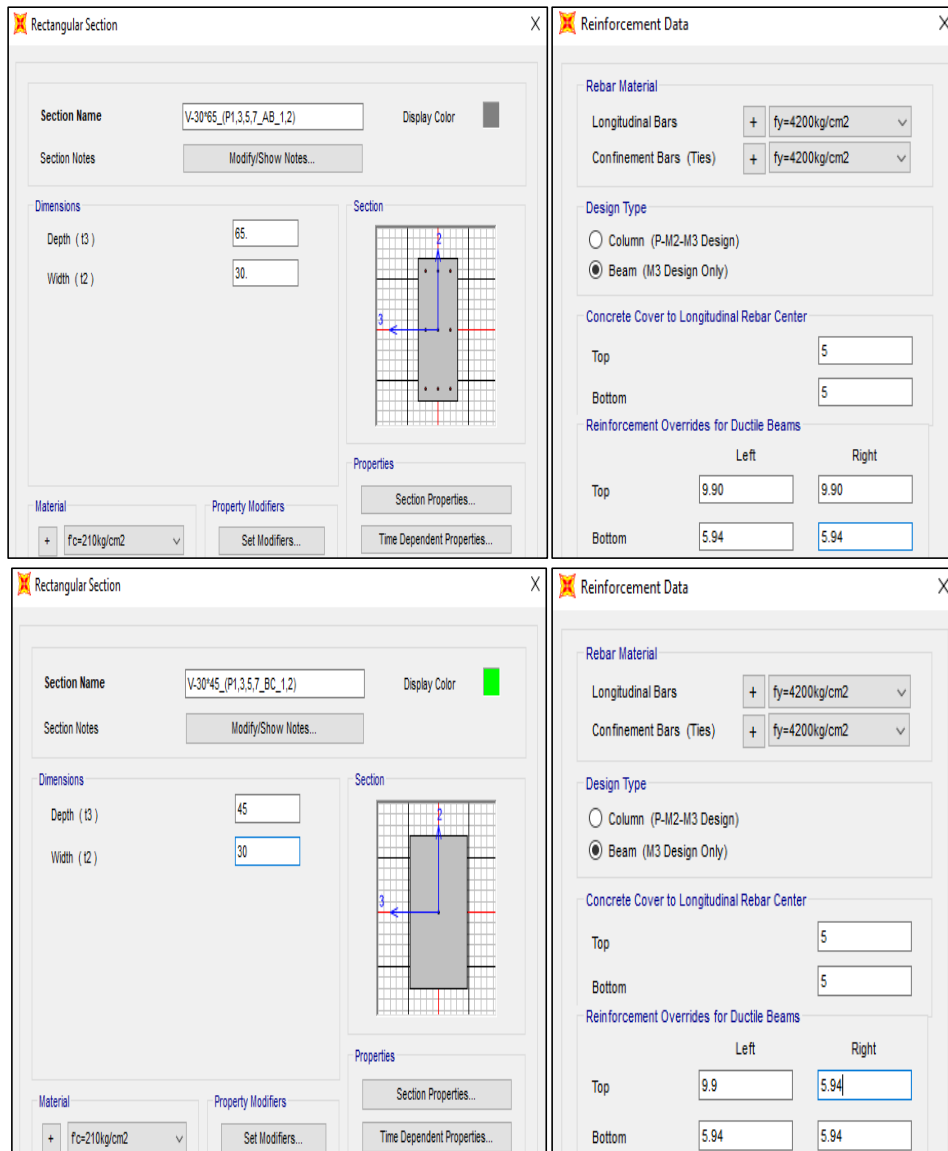 Rectangular Section
Section Name V-30*65_(P1,3,5,7_AB_1,2) Display Color
Section Notes Modify/Show Notes...
Dimensions
Depth ( t3 ) 65.
Width ( t2 ) 30.
Section
2
3
Properties
Section Properties...
Time Dependent Properties...
Material
+ f'c=210kg/cm2
Property Modifiers
Set Modifiers...
Reinforcement Data
Rebar Material
Longitudinal Bars + fy=4200kg/cm2
Confinement Bars (Ties) + fy=4200kg/cm2
Design Type
Column (P-M2-M3 Design)
Beam (M3 Design Only)
Concrete Cover to Longitudinal Rebar Center
Top 5
Bottom 5
Reinforcement Overrides for Ductile Beams
Left Right
Top 9.90 9.90
Bottom 5.94 5.94
Rectangular Section
Section Name V-30*45_(P1,3,5,7_BC_1,2) Display Color
Section Notes Modify/Show Notes...
Dimensions
Depth ( t3 ) 45
Width ( t2 ) 30
Section
2
3
Properties
Section Properties...
Time Dependent Properties...
Material
+ f'c=210kg/cm2
Property Modifiers
Set Modifiers...
Reinforcement Data
Rebar Material
Longitudinal Bars + fy=4200kg/cm2
Confinement Bars (Ties) + fy=4200kg/cm2
Design Type
Column (P-M2-M3 Design)
Beam (M3 Design Only)
Concrete Cover to Longitudinal Rebar Center
Top 5
Bottom 5
Reinforcement Overrides for Ductile Beams
Left Right
Top 9.9 5.94
Bottom 5.94 5.94